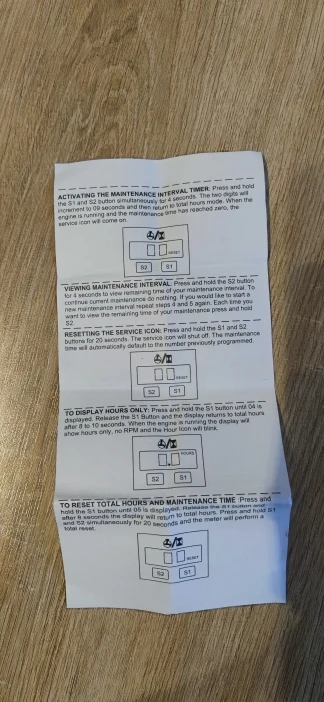 ACTIVATING THE MAINTENANCE INTERVAL TIMER: Press and hold
the S1 and S2 button simultaneously for 4 seconds. The two digits will
increment to 09 seconds and then return to total hours mode. When the
engine is running and the maintenance time has reached zero, the
service icon will come on.
RESET
S2 S1
VIEWING MAINTENANCE INTERVAL: Press and hold the S2 button
for 4 seconds to view remaining time of your maintenance interval. To
continue current maintenance do nothing. If you would like to start a
new maintenance interval repeat steps 4 and 5 again. Each time you
want to view the remaining time of your maintenance press and hold
S2.
RESETTING THE SERVICE ICON: Press and hold the S1 and S2
buttons for 20 seconds. The service icon will shut off. The maintenance
time will automatically default to the number previously programmed.
RESET
S2 S1
TO DISPLAY HOURS ONLY: Press and hold the S1 button until 04 is
displayed. Release the S1 Button and the display returns to total hours
after 8 to 10 seconds. When the engine is running the display will
show hours only, no RPM and the Hour Icon will blink.
HOURS
S2 S1
TO RESET TOTAL HOURS AND MAINTENANCE TIME :Press and
hold the S1 button until 05 is displayed. Release the S1 button and
after 6 seconds the display will return to total hours. Press and hold S1
and S2 simultaneously for 20 seconds and the meter will perform a
total reset.
RESET
S2 S1